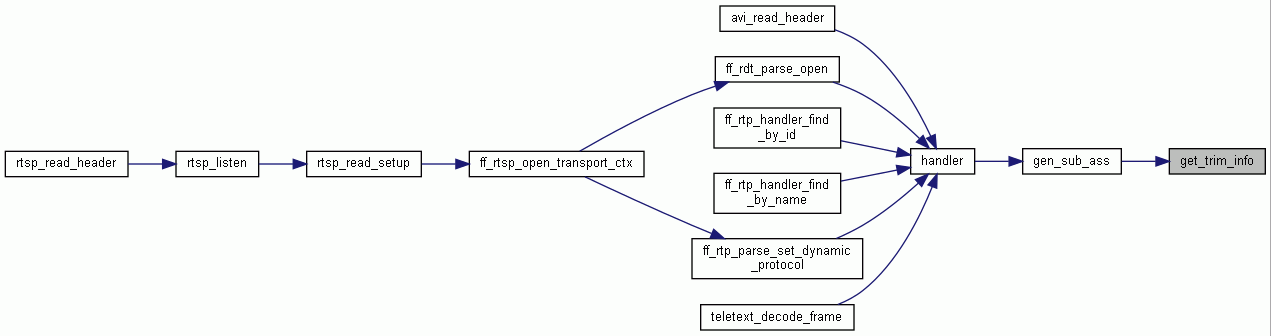 avi_read_header
ff_rdt_parse_open
ff_rtp_handler_find
_by_id
rtsp_read_header
rtsp_listen
rtsp_read_setup
ff_rtsp_open_transport_ctx
handler
gen_sub_ass
get_trim_info
ff_rtp_handler_find
_by_name
ff_rtp_parse_set_dynamic
_protocol
teletext_decode_frame